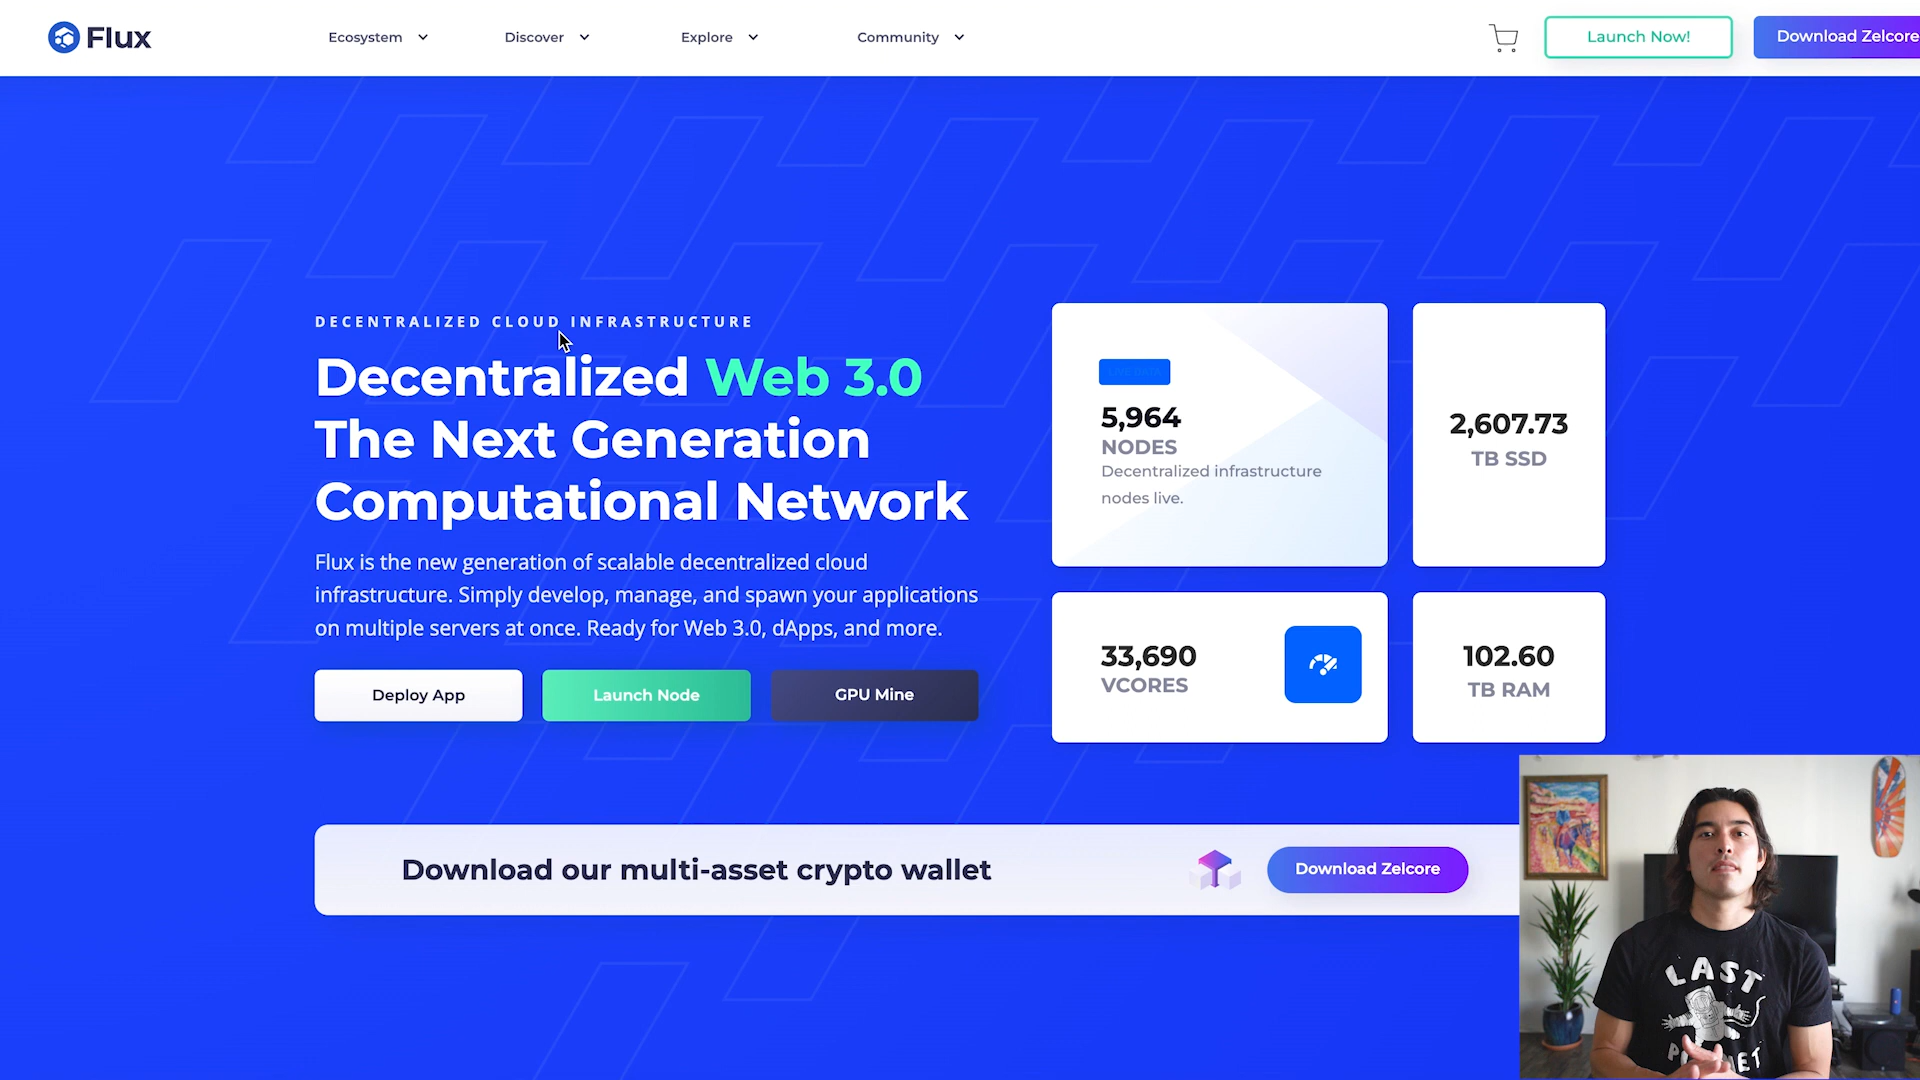 Flux
Ecosystem
Discover
Explore
Community
Launch Now!
Download Zelcore
DECENTRALIZED CLOUD INFRASTRUCTURE
Decentralized Web 3.0
The Next Generation
Computational Network
Flux is the new generation of scalable decentralized cloud
infrastructure. Simply develop, manage, and spawn your applications
on multiple servers at once. Ready for Web 3.0, dApps, and more.
Deploy App
Launch Node
GPU Mine
LIVE DATA
5,964
NODES
Decentralized infrastructure
nodes live.
2,607.73
TB SSD
33,690
VCORES
102.60
TB RAM
Download our multi-asset crypto wallet
Download Zelcore
LAST